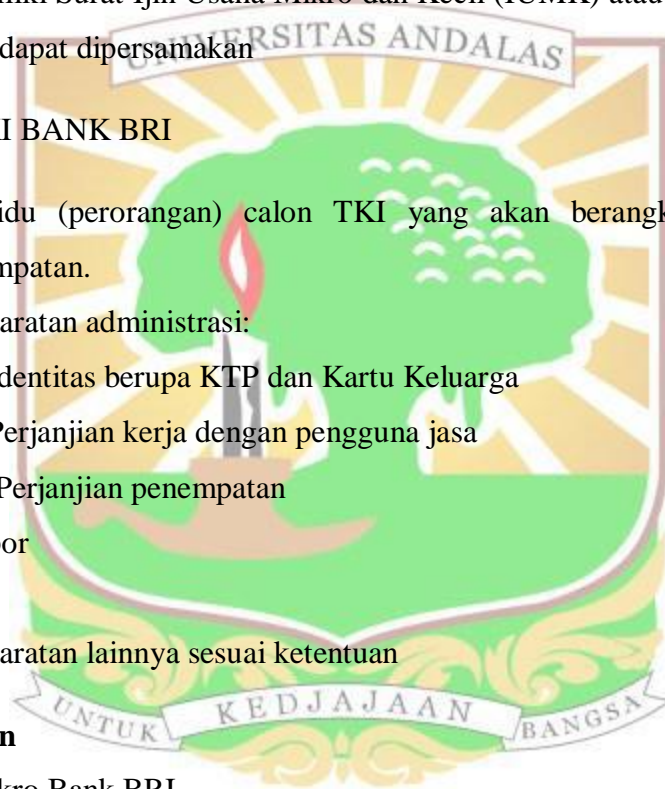 niki Surat Ijin Usaha Mikro dan Kecil (IUMK) atau
dapat dipersamakan
UNIVERSITAS ANDALAS
I BANK BRI
idu (perorangan) calon TKI yang akan berangk
mpatan.
aratan administrasi:
dentitas berupa KTP dan Kartu Keluarga
Perjanjian kerja dengan pengguna jasa
Perjanjian penempatan
por
aratan lainnya sesuai ketentuan
UNTUK KEDJAJAAN BANGSA
n
kro Bank BRI